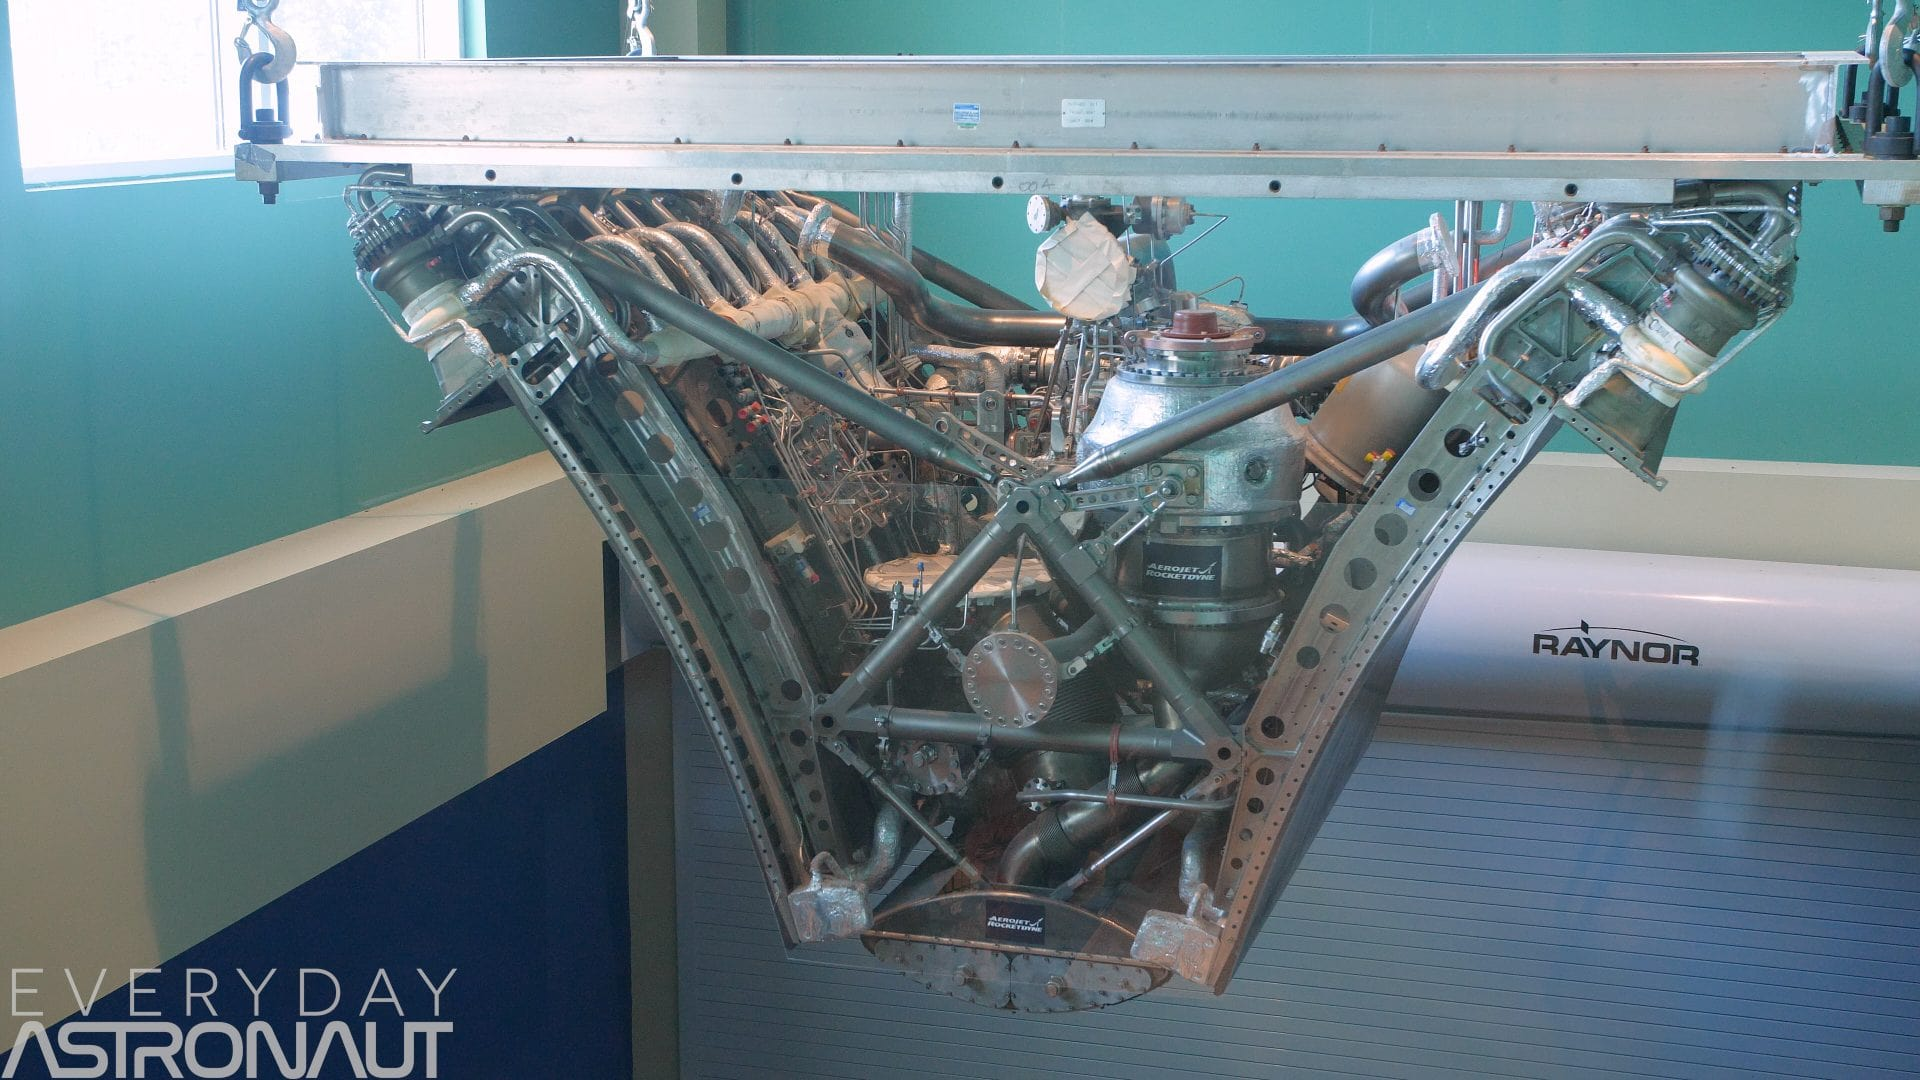 AEROJET
ROCKETDYNE
RAYNOR
AEROJET
ROCKETDYNE
EVERYDAY
ASTRONAUT